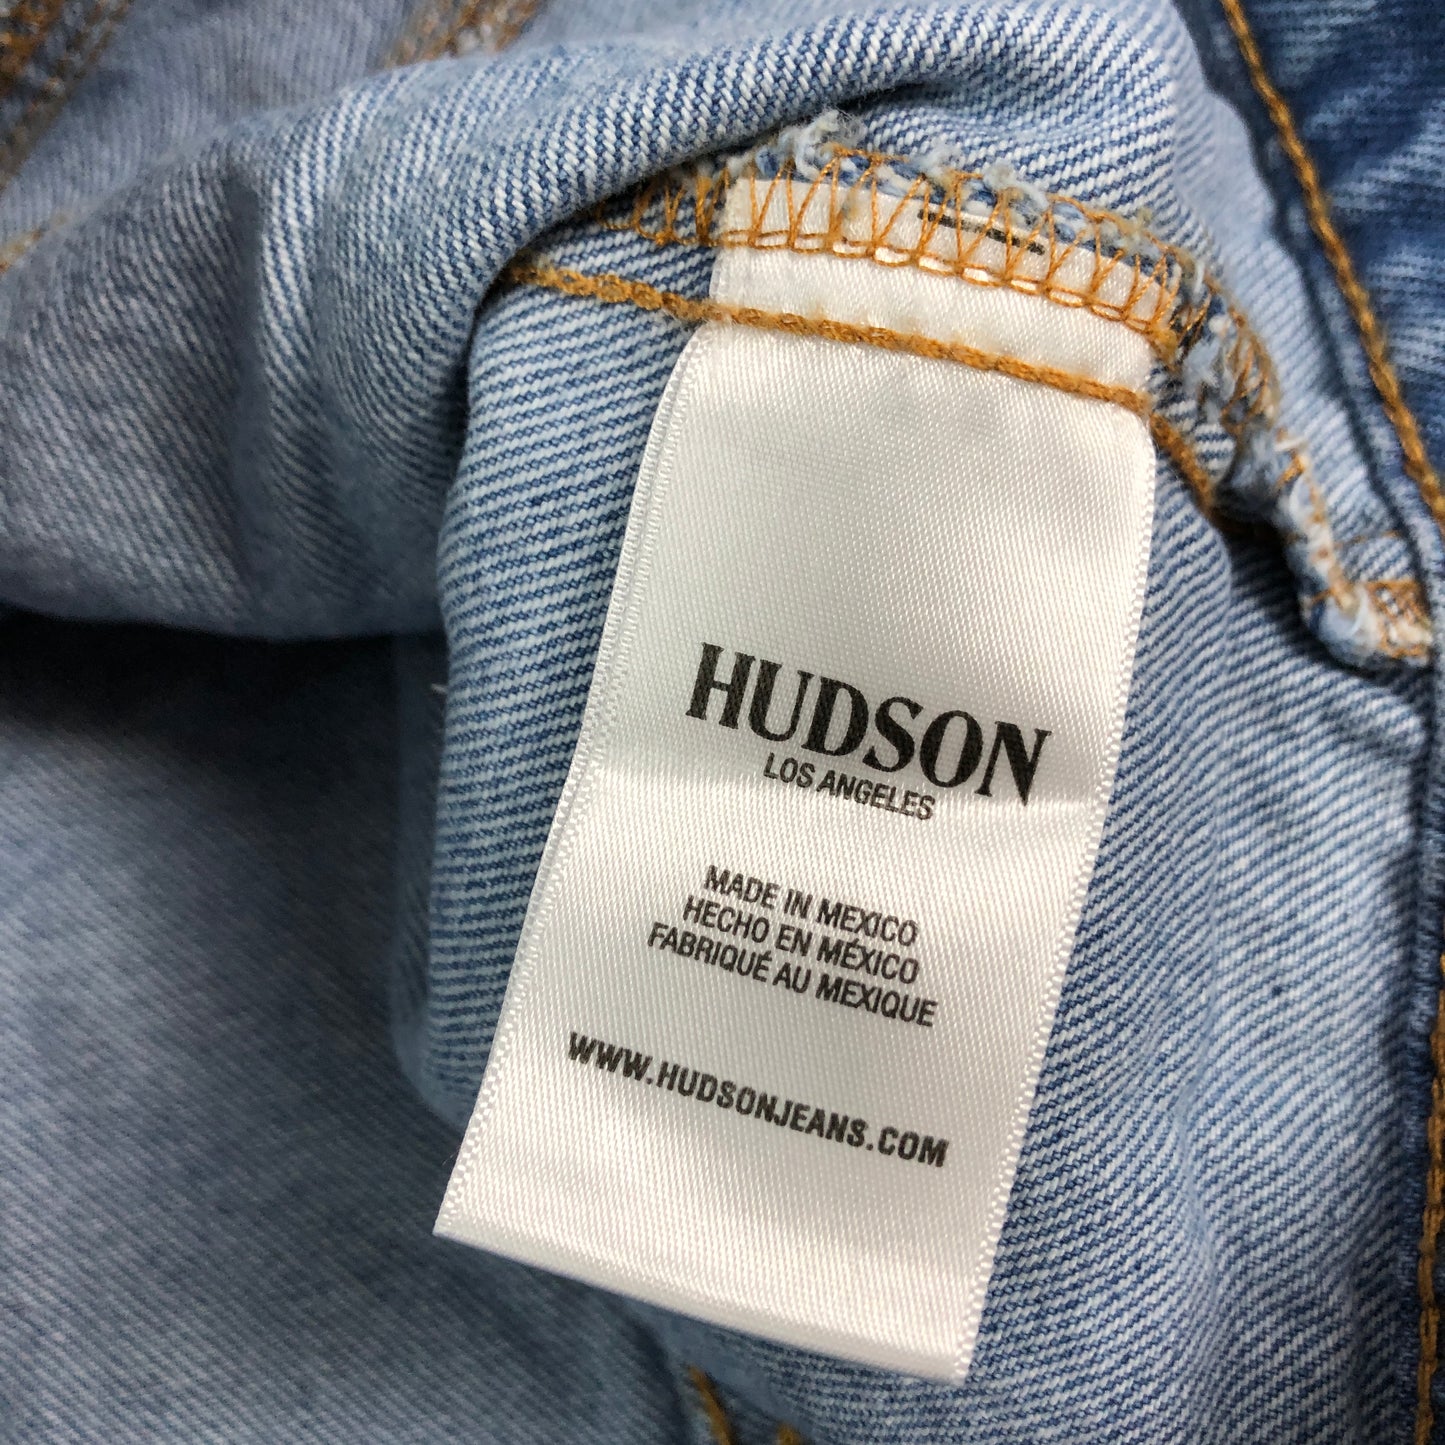 HUDSON
LOS ANGELES
MADE IN MEXICO
HECHO EN MÉXICO
FABRIQUÉ AU MEXIQUE
WWW.HUDSONJEANS.COM